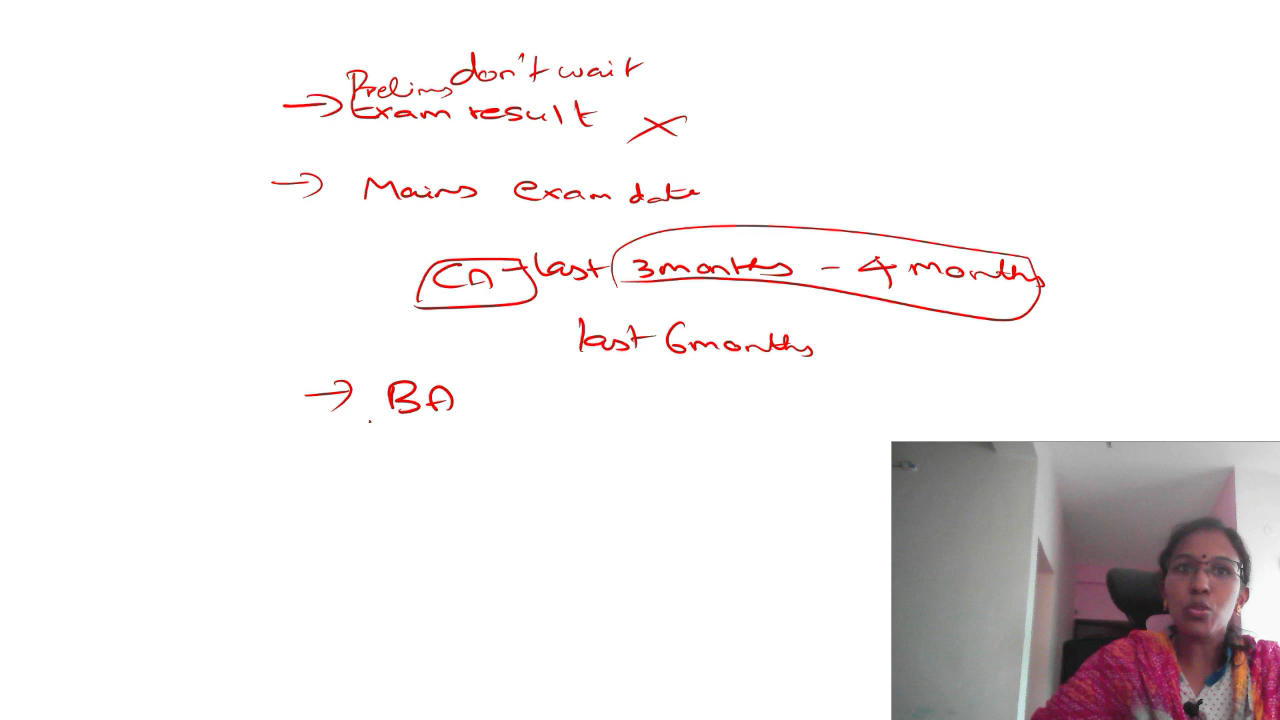 don't wait
→ Prelims Exam result ✗
→ Mains exam date
CA - last 3 months - 4 months
last 6 months
→ BA